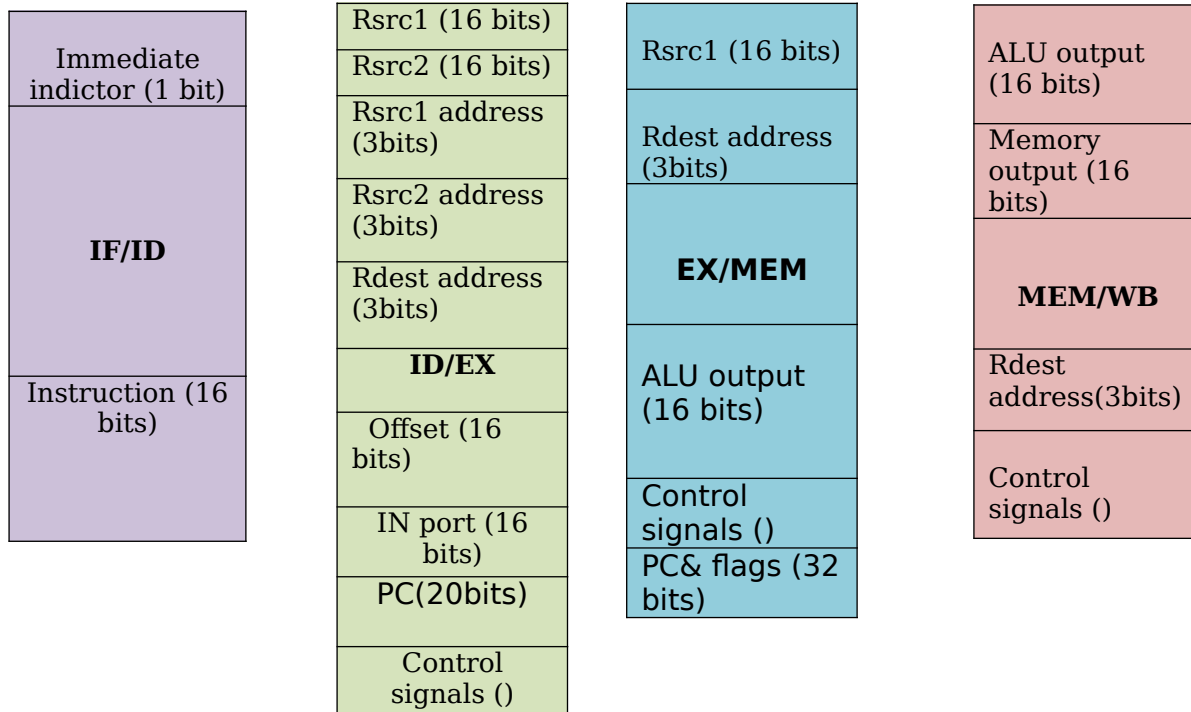 Immediate
indictor (1 bit)
IF/ID
Instruction (16
bits)
Rsrc1 (16 bits)
Rsrc2 (16 bits)
Rsrc1 address
(3bits)
Rsrc2 address
(3bits)
Rdest address
(3bits)
ID/EX
Offset (16
bits)
IN port (16
bits)
PC(20bits)
Control
signals ()
Rsrc1 (16 bits)
Rdest address
(3bits)
EX/MEM
ALU output
(16 bits)
Control
signals ()
PC& flags (32
bits)
ALU output
(16 bits)
Memory
output (16
bits)
MEM/WB
Rdest
address(3bits)
Control
signals ()